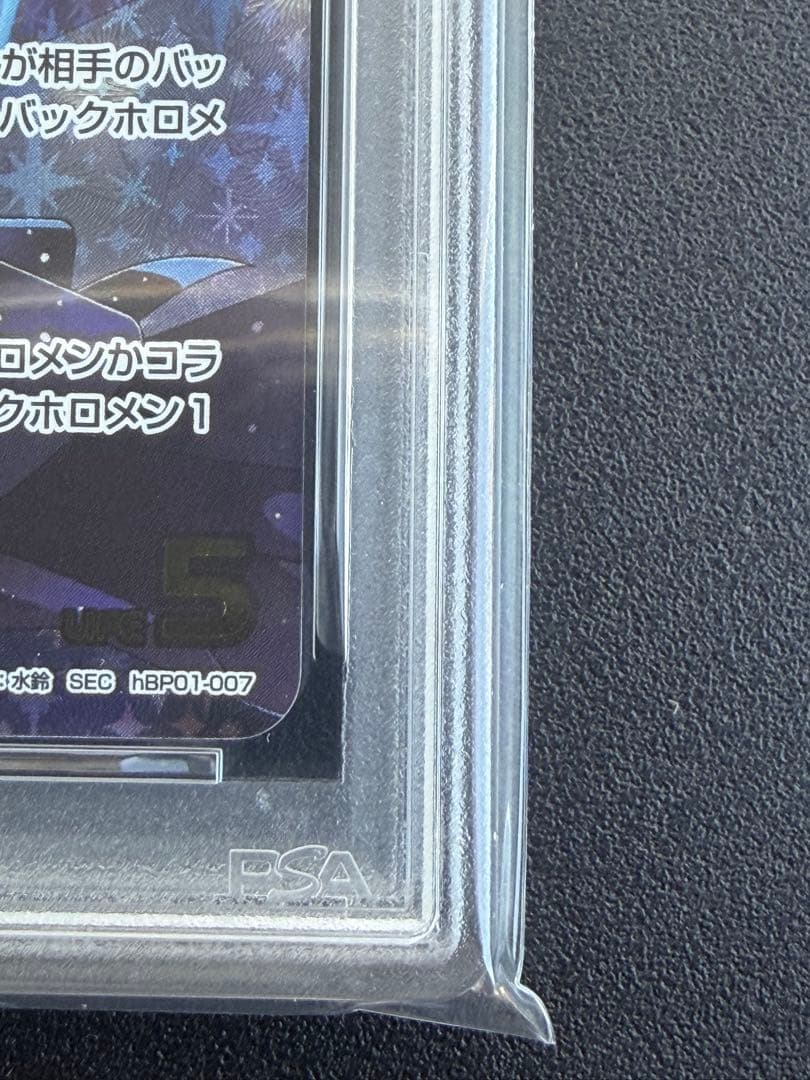 が相手のバッ
バックホロメ
ロメンかコラ
クホロメン1
LIFE 5
:水鈴 SEC hBP01-007
PSA